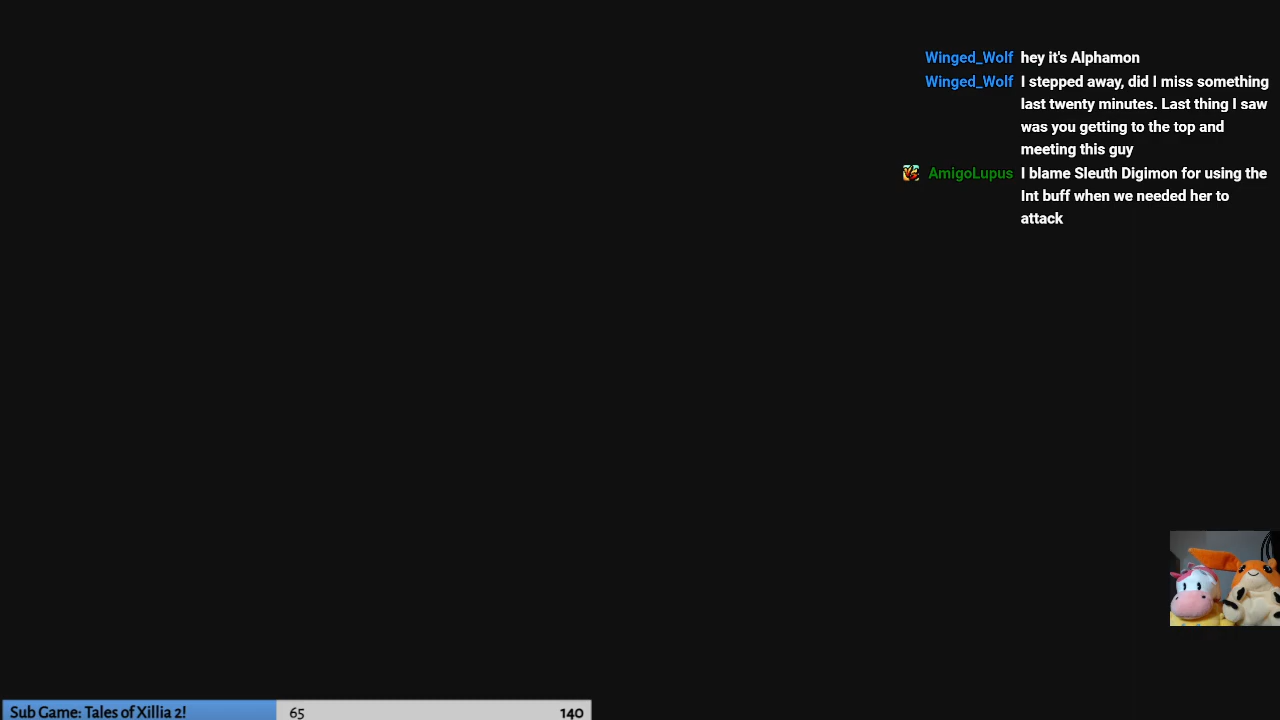 Winged_Wolf hey it's Alphamon
Winged_Wolf I stepped away, did I miss something
last twenty minutes. Last thing I saw
was you getting to the top and
meeting this guy
AmigoLupus I blame Sleuth Digimon for using the
Int buff when we needed her to
attack
Sub Game: Tales of Xillia 2! 65 140